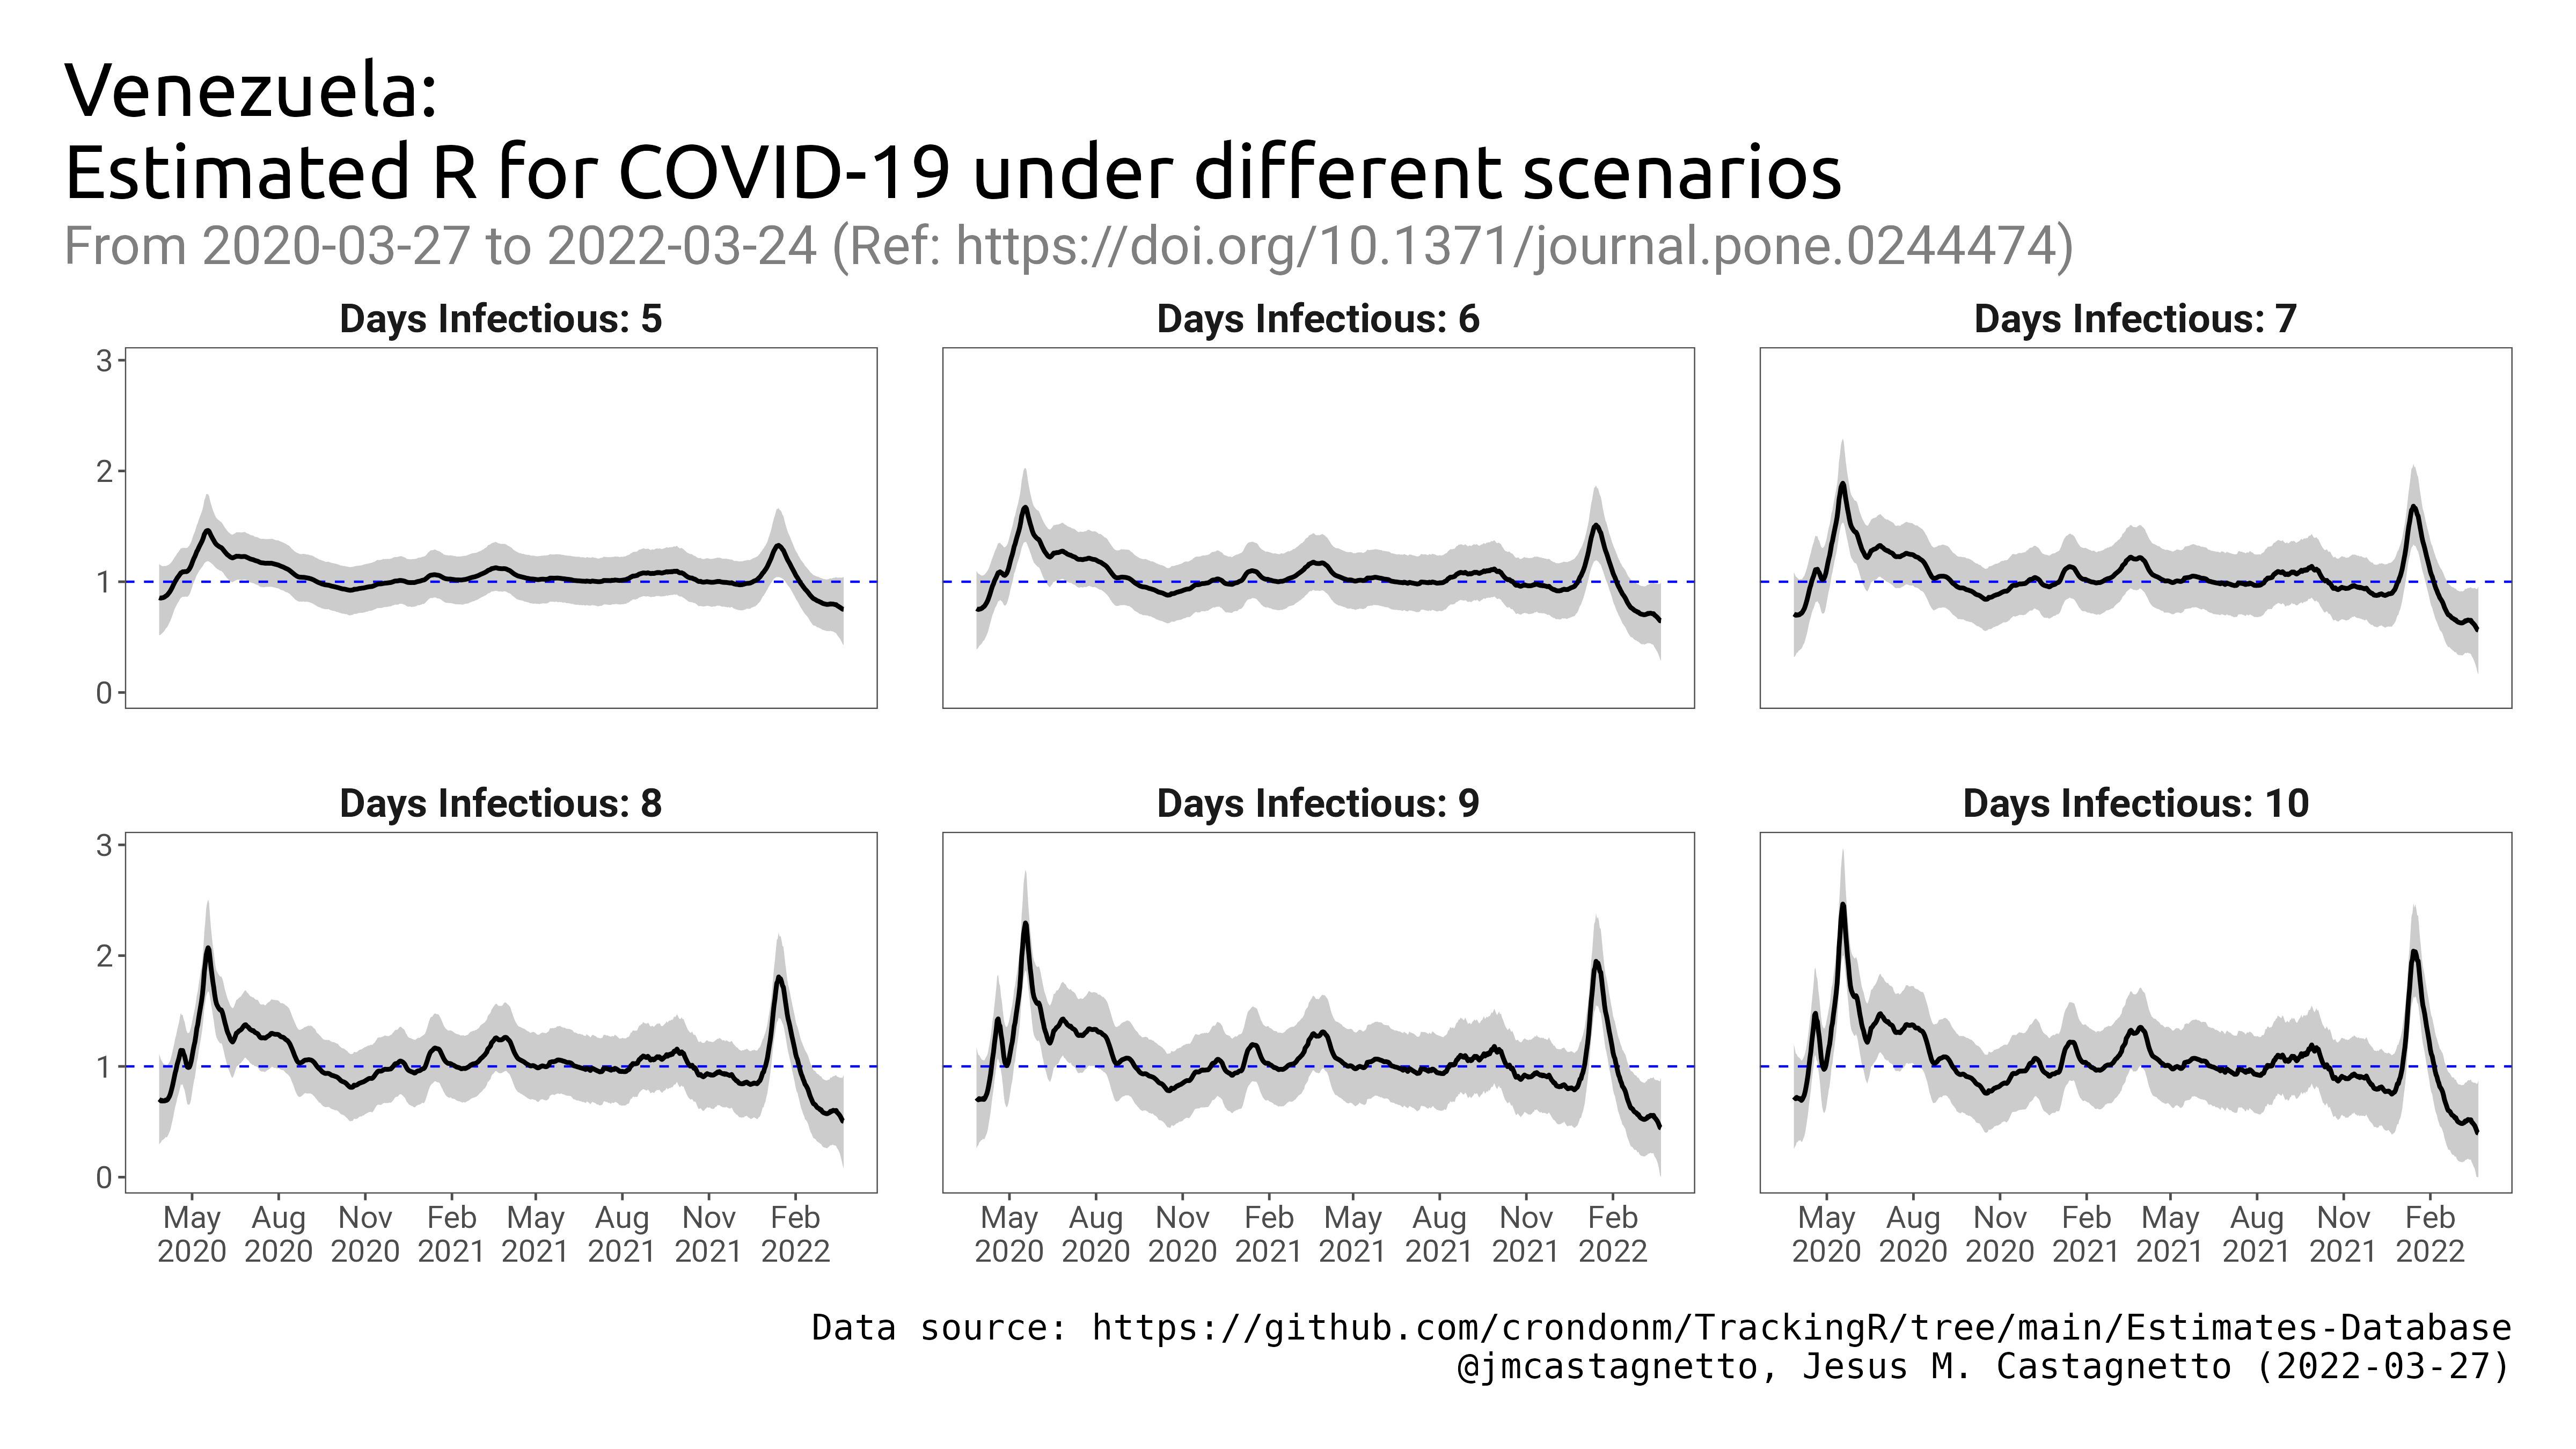 Venezuela:
Estimated R for COVID-19 under different scenarios
From 2020-03-27 to 2022-03-24 (Ref: https://doi.org/10.1371/journal.pone.0244474)
Days Infectious: 5
Days Infectious: 6
Days Infectious: 7
3
2
1
0
Days Infectious: 8
Days Infectious: 9
Days Infectious: 10
3
2
1
0
May Aug Nov Feb May Aug Nov Feb
2020 2020 2020 2021 2021 2021 2021 2022
May Aug Nov Feb May Aug Nov Feb
2020 2020 2020 2021 2021 2021 2021 2022
May Aug Nov Feb May Aug Nov Feb
2020 2020 2020 2021 2021 2021 2021 2022
Data source: https://github.com/crondonm/TrackingR/tree/main/Estimates-Database
@jmcastagnetto, Jesus M. Castagnetto (2022-03-27)